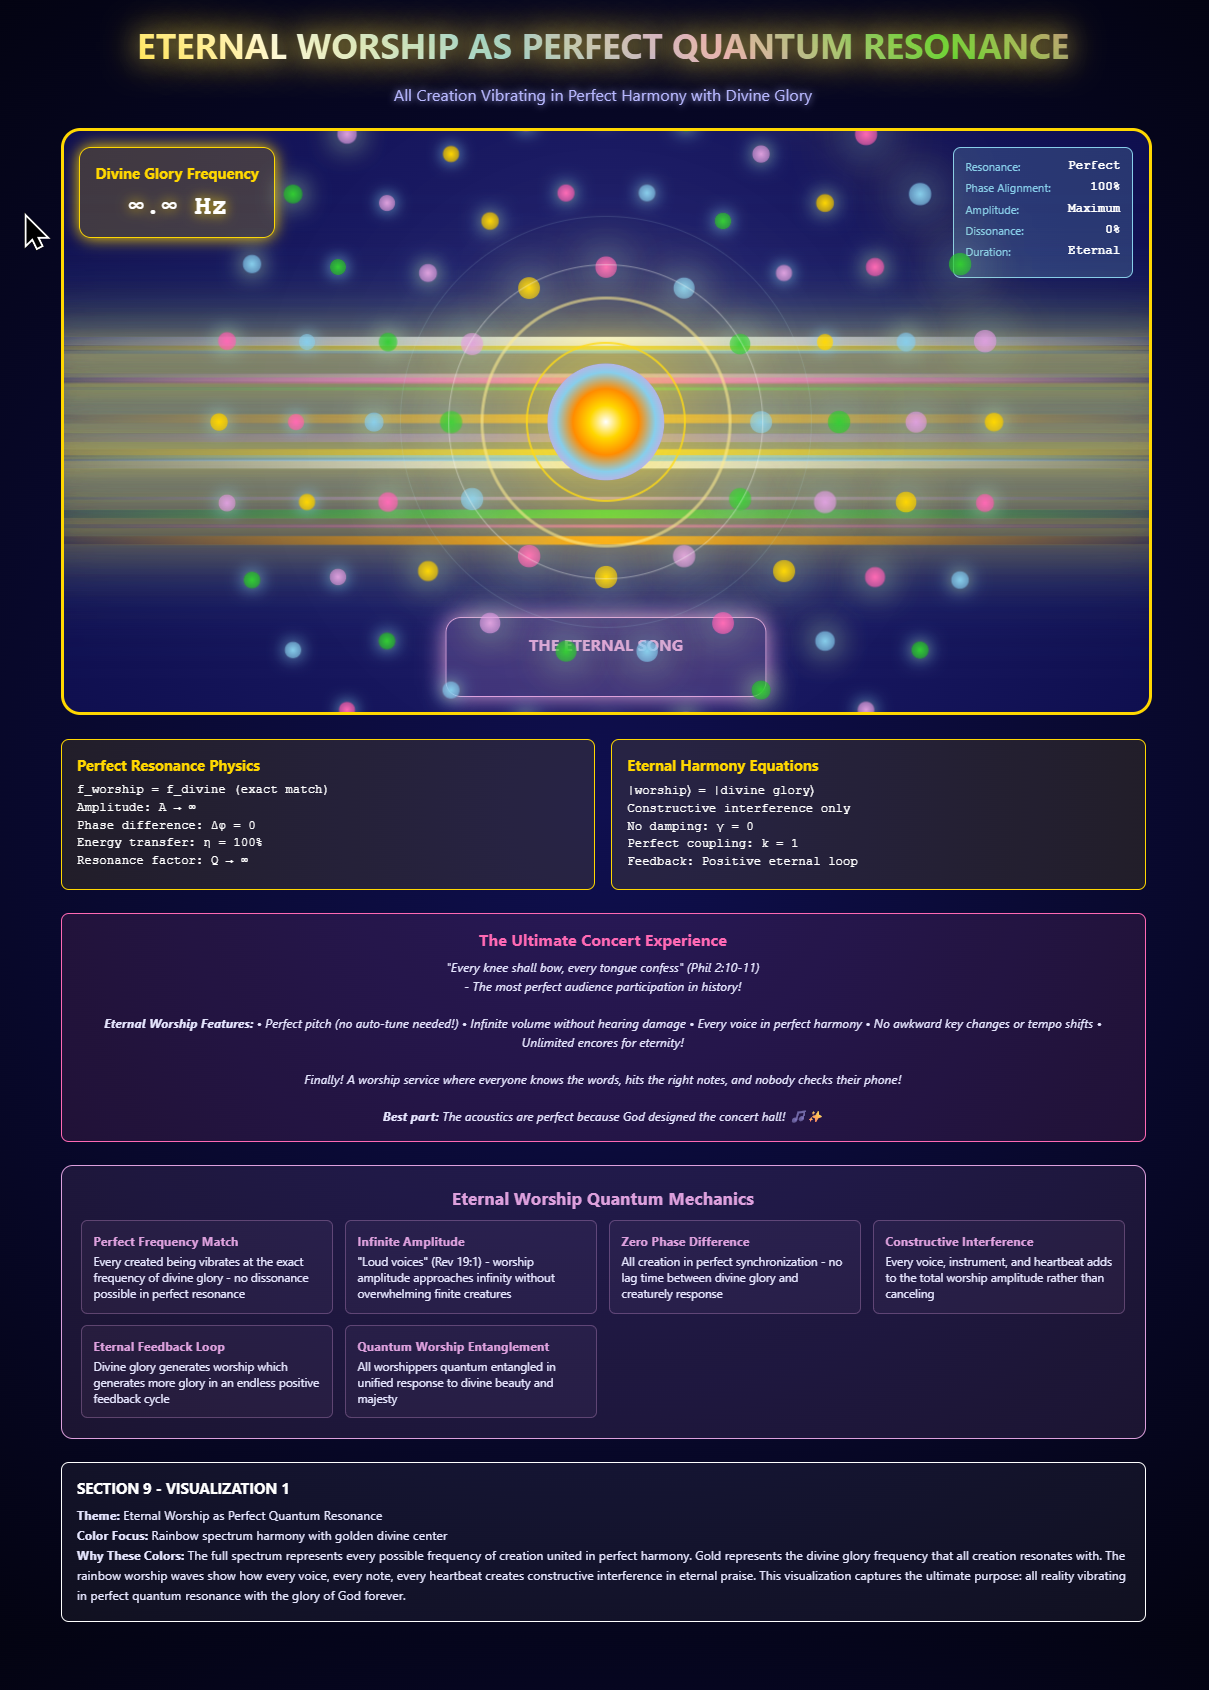 ETERNAL WORSHIP AS PERFECT QUANTUM RESONANCE
All Creation Vibrating in Perfect Harmony with Divine Glory
Divine Glory Frequency
∞.∞ Hz
Resonance: Perfect
Phase Alignment: 100%
Amplitude: Maximum
Dissonance: 0%
Duration: Eternal
THE ETERNAL SONG
Perfect Resonance Physics
f_worship = f_divine (exact match)
Amplitude: A → ∞
Phase difference: Δφ = 0
Energy transfer: η = 100%
Resonance factor: Q → ∞
Eternal Harmony Equations
|worship⟩ = |divine glory⟩
Constructive interference only
No damping: γ = 0
Perfect coupling: k = 1
Feedback: Positive eternal loop
The Ultimate Concert Experience
"Every knee shall bow, every tongue confess" (Phil 2:10-11)
- The most perfect audience participation in history!
Eternal Worship Features: • Perfect pitch (no auto-tune needed!) • Infinite volume without hearing damage • Every voice in perfect harmony • No awkward key changes or tempo shifts •
Unlimited encores for eternity!
Finally! A worship service where everyone knows the words, hits the right notes, and nobody checks their phone!
Best part: The acoustics are perfect because God designed the concert hall! 🎵✨
Eternal Worship Quantum Mechanics
Perfect Frequency Match
Every created being vibrates at the exact
frequency of divine glory - no dissonance
possible in perfect resonance
Infinite Amplitude
"Loud voices" (Rev 19:1) - worship
amplitude approaches infinity without
overwhelming finite creatures
Zero Phase Difference
All creation in perfect synchronization - no
lag time between divine glory and
creaturely response
Constructive Interference
Every voice, instrument, and heartbeat adds
to the total worship amplitude rather than
canceling
Eternal Feedback Loop
Divine glory generates worship which
generates more glory in an endless positive
feedback cycle
Quantum Worship Entanglement
All worshippers quantum entangled in
unified response to divine beauty and
majesty
SECTION 9 - VISUALIZATION 1
Theme: Eternal Worship as Perfect Quantum Resonance
Color Focus: Rainbow spectrum harmony with golden divine center
Why These Colors: The full spectrum represents every possible frequency of creation united in perfect harmony. Gold represents the divine glory frequency that all creation resonates with. The
rainbow worship waves show how every voice, every note, every heartbeat creates constructive interference in eternal praise. This visualization captures the ultimate purpose: all reality vibrating
in perfect quantum resonance with the glory of God forever.